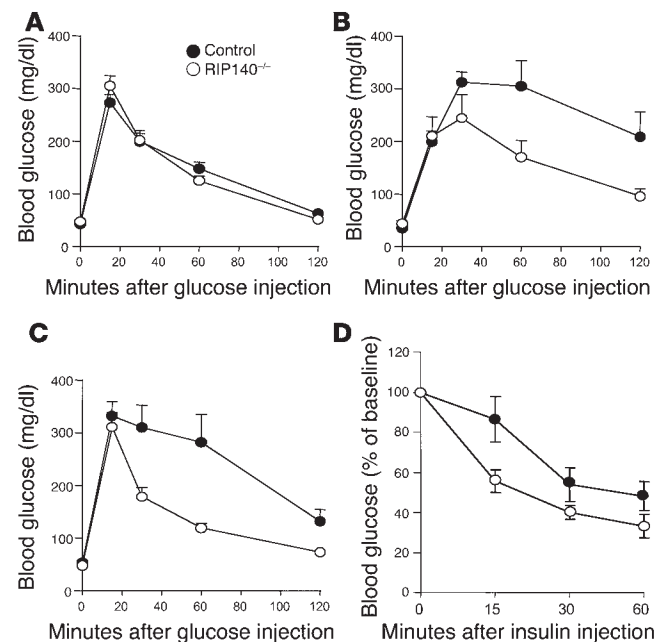 A
Blood glucose (mg/dl)
400
300
200
100
0
Control
RIP140⁻/⁻
0 20 40 60 80 100 120
Minutes after glucose injection
B
Blood glucose (mg/dl)
400
300
200
100
0
0 20 40 60 80 100 120
Minutes after glucose injection
C
Blood glucose (mg/dl)
400
300
200
100
0
0 20 40 60 80 100 120
Minutes after glucose injection
D
Blood glucose (% of baseline)
120
100
80
60
40
20
0
0 15 30 60
Minutes after insulin injection